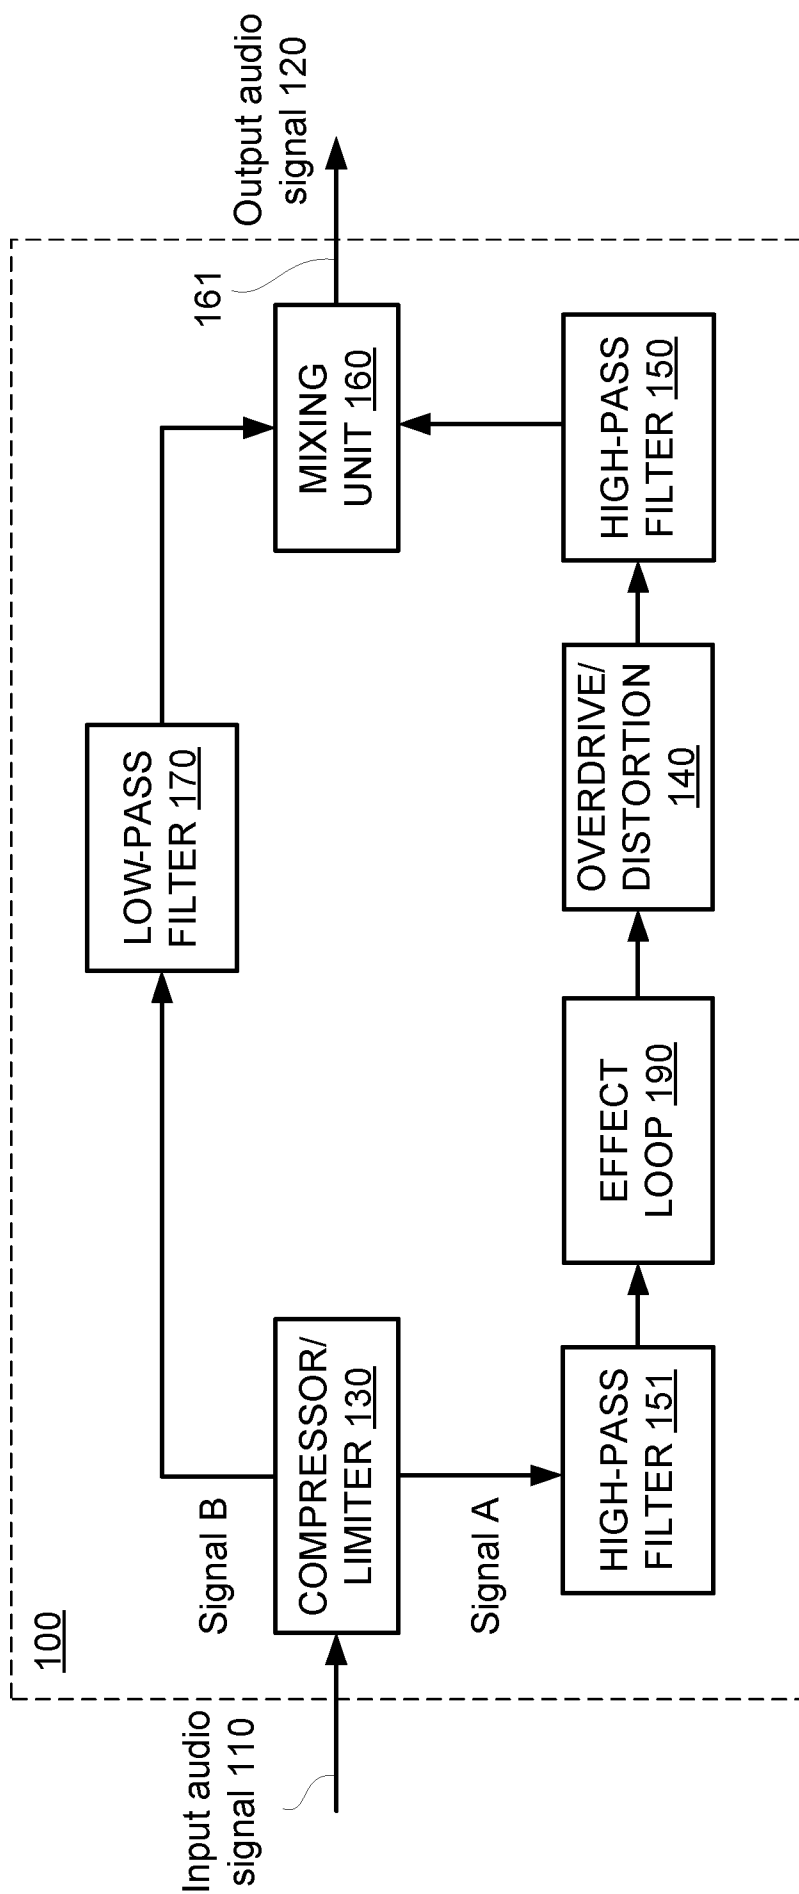 100
Input audio
signal 110
Signal B
COMPRESSOR/
LIMITER 130
Signal A
LOW-PASS
FILTER 170
HIGH-PASS
FILTER 151
EFFECT
LOOP 190
OVERDRIVE/
DISTORTION
140
HIGH-PASS
FILTER 150
MIXING
UNIT 160
161
Output audio
signal 120